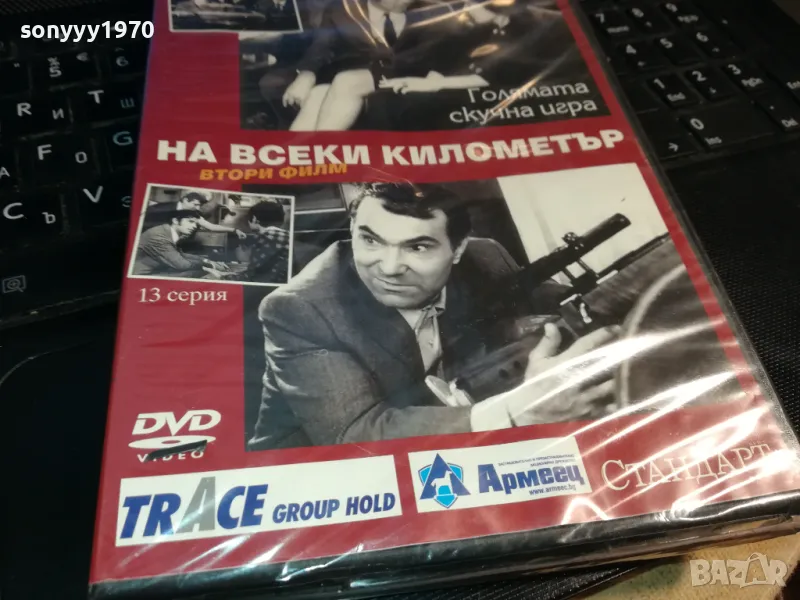 sonyyy1970
Голямата
скучна игра
НА ВСЕКИ КИЛОМЕТЪР
ВТОРИ ФИЛМ
13 серия
DVD
VIDEO
TRACE GROUP HOLD
Армеец
www.armeec.bg
СТАНДАРТ
BAZAR